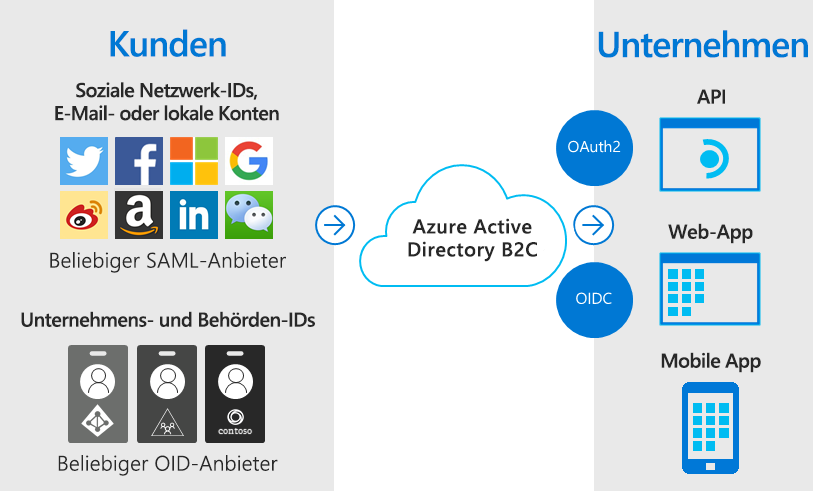 Kunden
Soziale Netzwerk-IDs,
E-Mail- oder lokale Konten
Beliebiger SAML-Anbieter
Unternehmens- und Behörden-IDs
contoso
Beliebiger OID-Anbieter
Azure Active
Directory B2C
OAuth2
OIDC
Unternehmen
API
Web-App
Mobile App